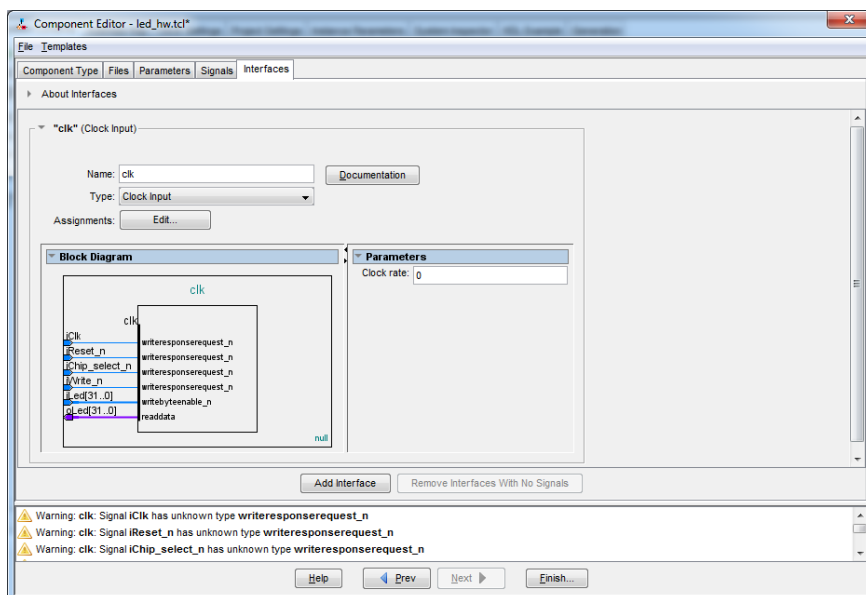 Component Editor - led_hw.tcl*
File Templates
Component Type Files Parameters Signals Interfaces
About Interfaces
"clk" (Clock Input)
Name: clk Documentation
Type: Clock Input
Assignments: Edit...
Block Diagram
Parameters
Clock rate: 0
clk
clk
iClk
writeresponserequest_n
iReset_n
writeresponserequest_n
iChip_select_n
writeresponserequest_n
iWrite_n
writeresponserequest_n
iLed[31..0]
writebyteenable_n
oLed[31..0]
readdata
null
Add Interface Remove Interfaces With No Signals
Warning: clk: Signal iClk has unknown type writeresponserequest_n
Warning: clk: Signal iReset_n has unknown type writeresponserequest_n
Warning: clk: Signal iChip_select_n has unknown type writeresponserequest_n
Help Prev Next Finish...